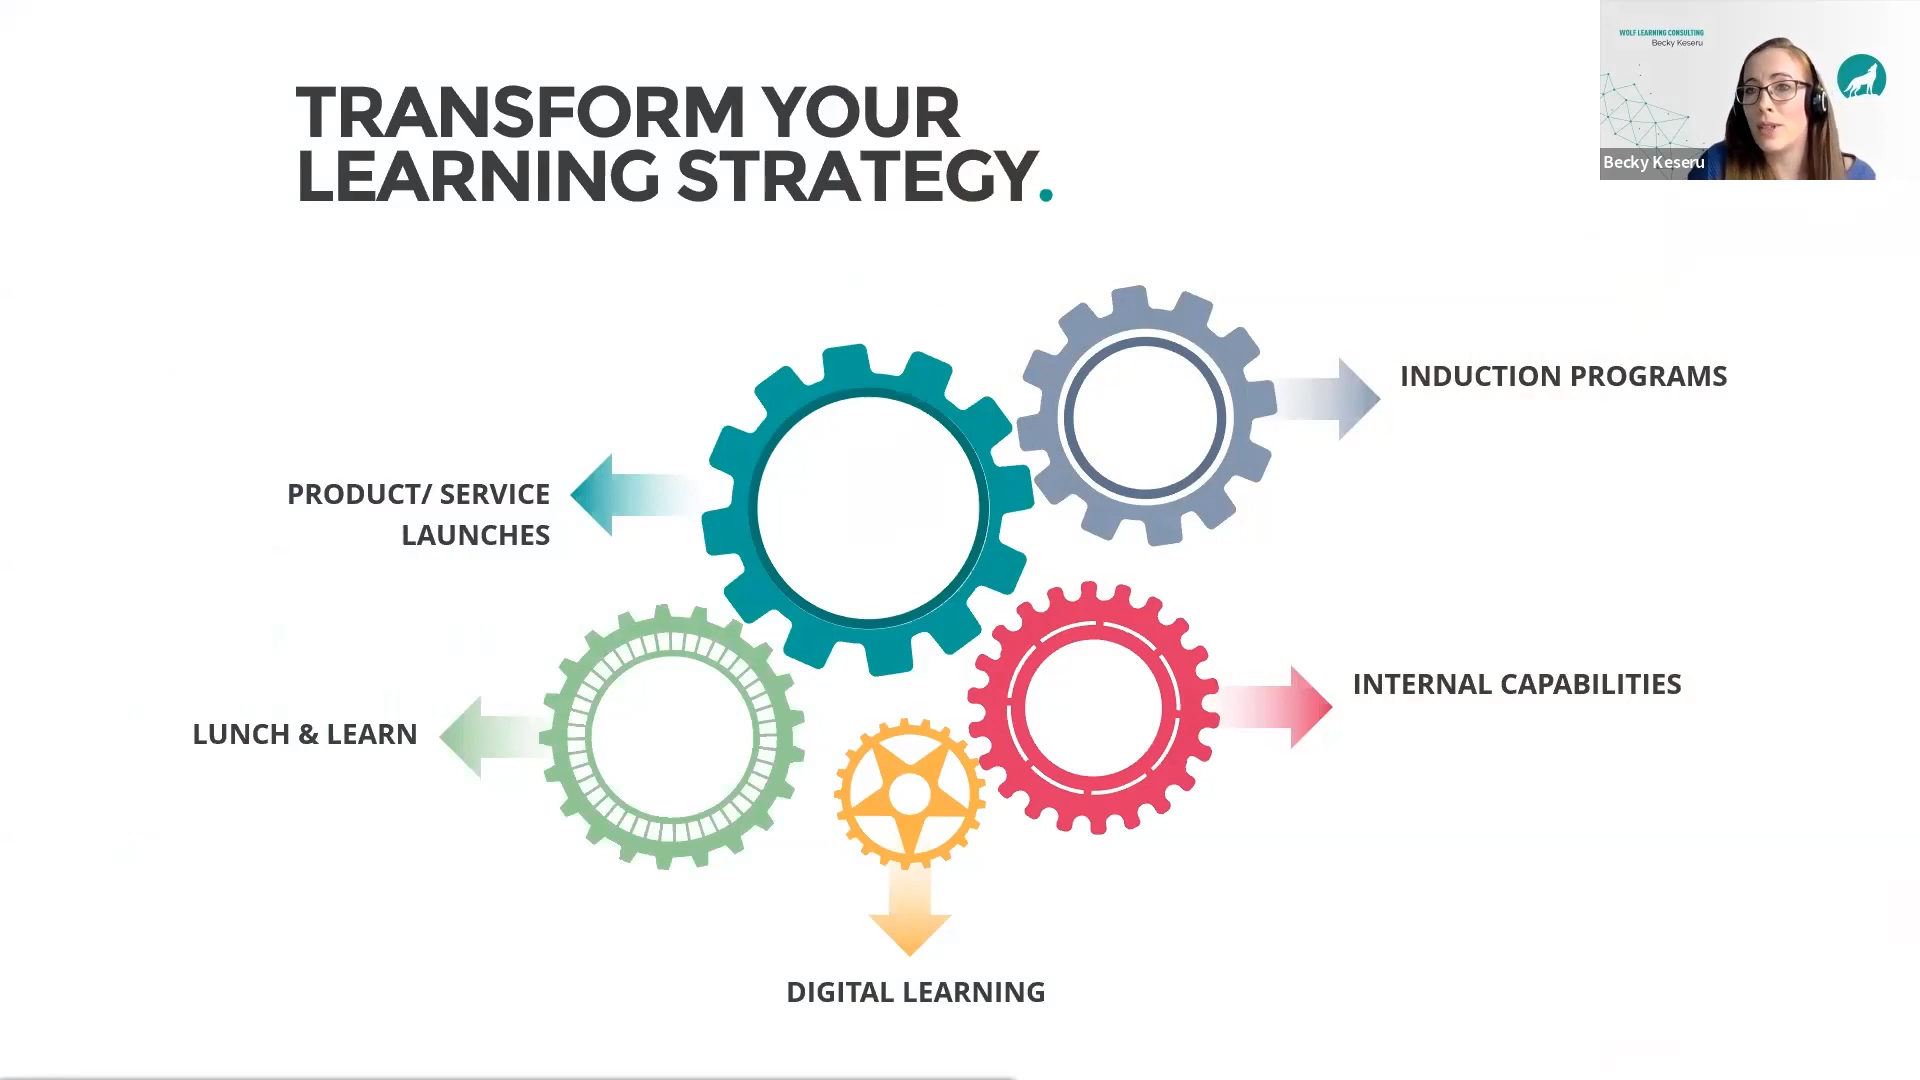 TRANSFORM YOUR
LEARNING STRATEGY.
WOLF LEARNING CONSULTING
Becky Keseru
Becky Keseru
INDUCTION PROGRAMS
PRODUCT/ SERVICE
LAUNCHES
INTERNAL CAPABILITIES
LUNCH & LEARN
DIGITAL LEARNING